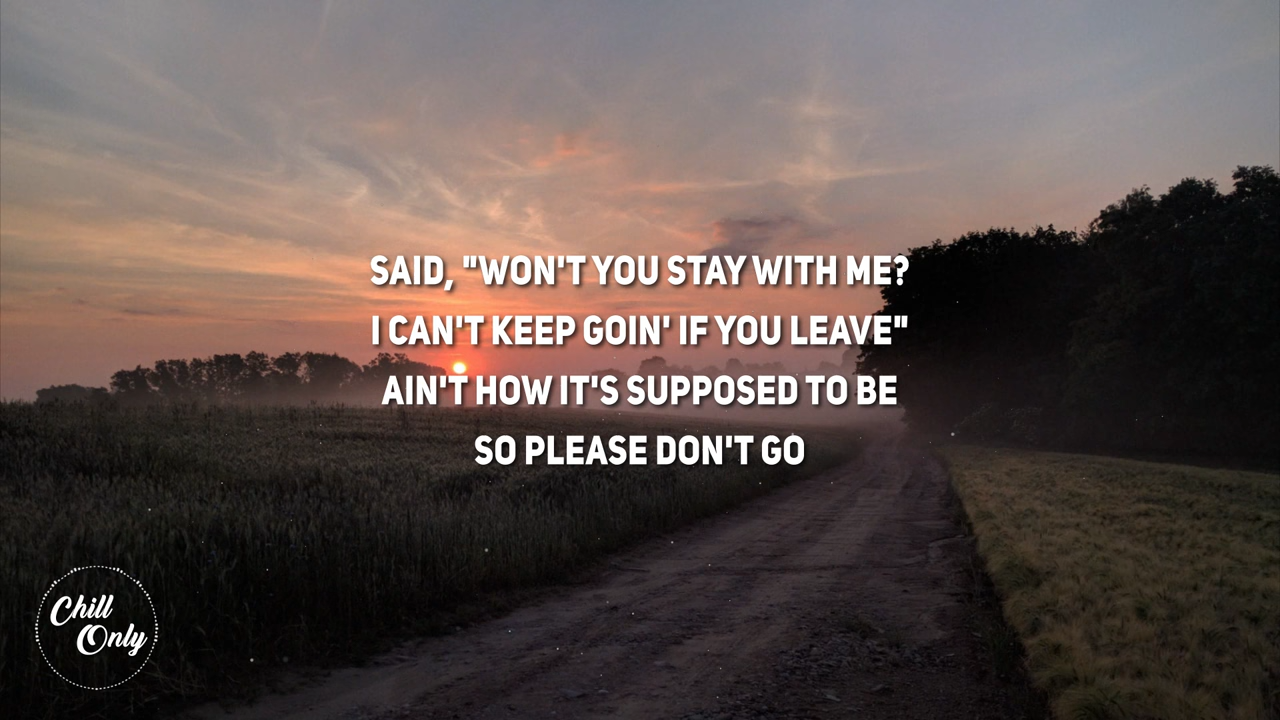 SAID, "WON'T YOU STAY WITH ME?
I CAN'T KEEP GOIN' IF YOU LEAVE"
AIN'T HOW IT'S SUPPOSED TO BE
SO PLEASE DON'T GO
Chill
Only